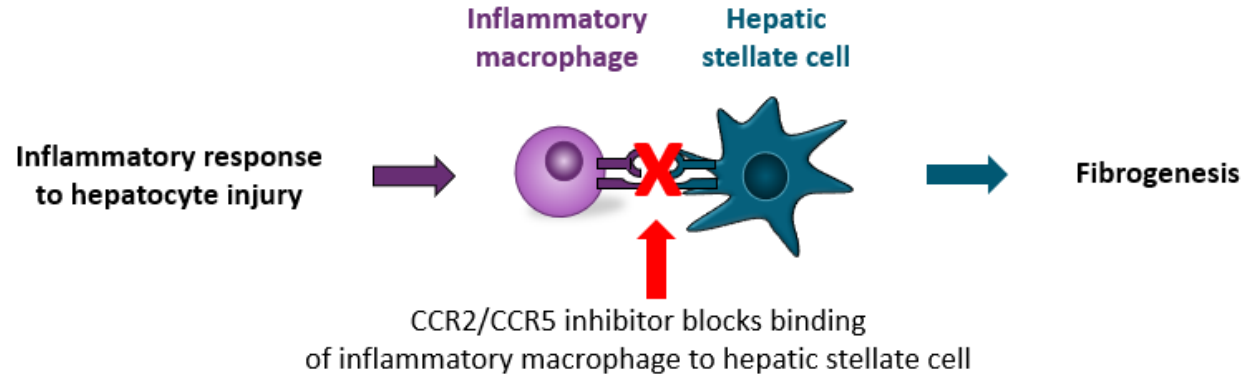 Inflammatory
macrophage
Hepatic
stellate cell
Inflammatory response
to hepatocyte injury
X
Fibrogenesis
CCR2/CCR5 inhibitor blocks binding
of inflammatory macrophage to hepatic stellate cell